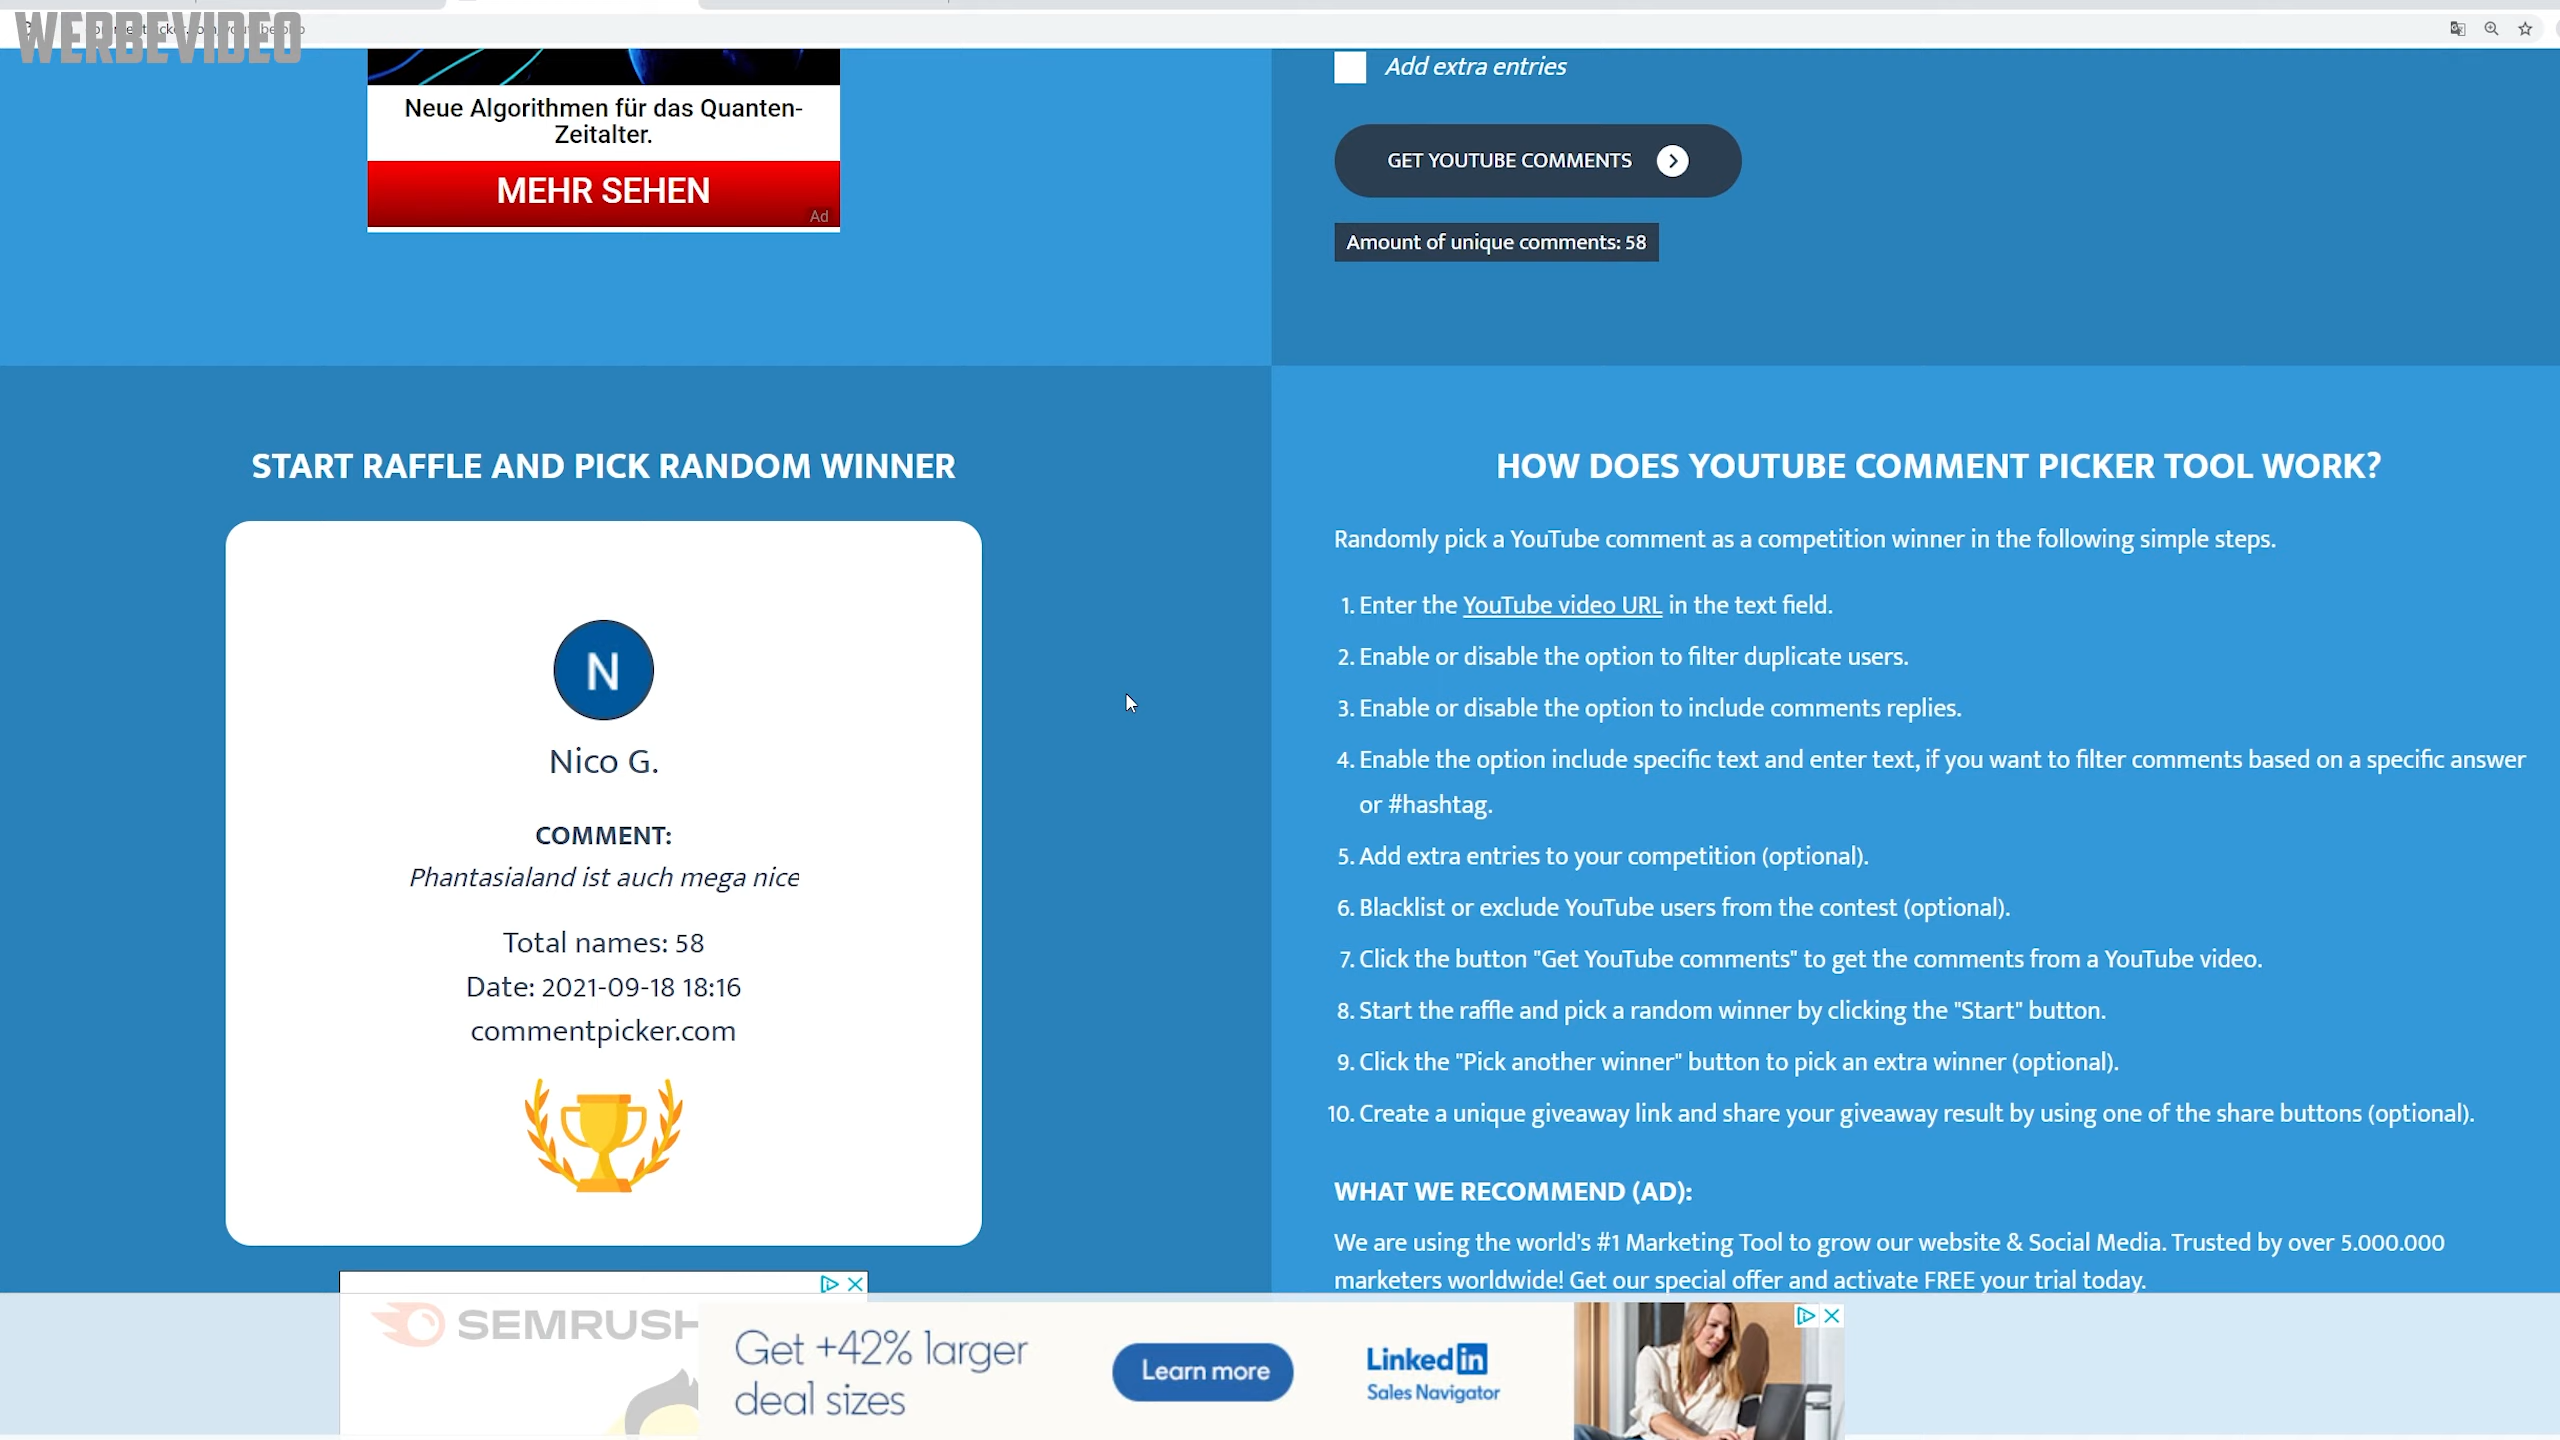 WERBEVIDEO
Neue Algorithmen für das Quanten-
Zeitalter.
MEHR SEHEN
Ad
Add extra entries
GET YOUTUBE COMMENTS
Amount of unique comments: 58
START RAFFLE AND PICK RANDOM WINNER
N
Nico G.
COMMENT:
Phantasialand ist auch mega nice
Total names: 58
Date: 2021-09-18 18:16
commentpicker.com
HOW DOES YOUTUBE COMMENT PICKER TOOL WORK?
Randomly pick a YouTube comment as a competition winner in the following simple steps.
1. Enter the YouTube video URL in the text field.
2. Enable or disable the option to filter duplicate users.
3. Enable or disable the option to include comments replies.
4. Enable the option include specific text and enter text, if you want to filter comments based on a specific answer
or #hashtag.
5. Add extra entries to your competition (optional).
6. Blacklist or exclude YouTube users from the contest (optional).
7. Click the button "Get YouTube comments" to get the comments from a YouTube video.
8. Start the raffle and pick a random winner by clicking the "Start" button.
9. Click the "Pick another winner" button to pick an extra winner (optional).
10. Create a unique giveaway link and share your giveaway result by using one of the share buttons (optional).
WHAT WE RECOMMEND (AD):
We are using the world's #1 Marketing Tool to grow our website & Social Media. Trusted by over 5.000.000
marketers worldwide! Get our special offer and activate FREE your trial today.
SEMRUSH
Get +42% larger
deal sizes
Learn more
Linked in
Sales Navigator